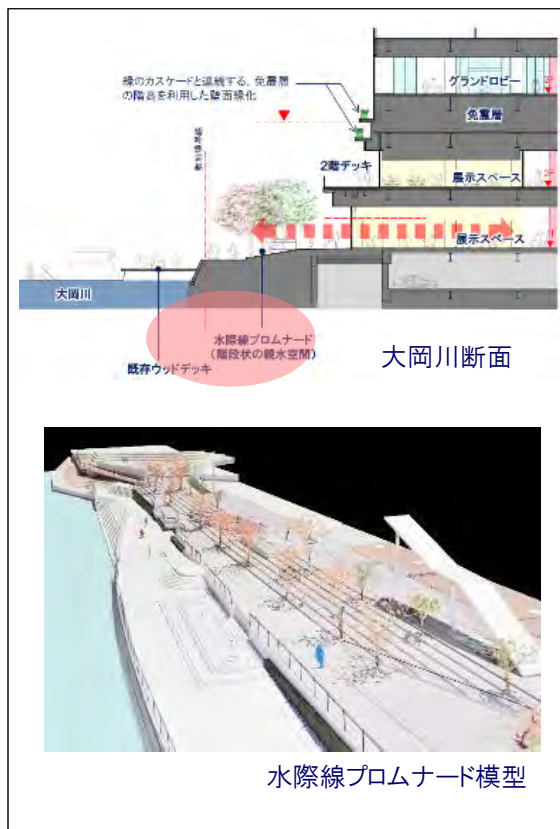 グランドロビー
緑のカスケードと連続する、免震層
の階高を利用した壁面緑化
免震層
2階デッキ
展示スペース
展示スペース
大岡川
水際線プロムナード
(階段状の親水空間)
既存ウッドデッキ
大岡川断面
水際線プロムナード模型